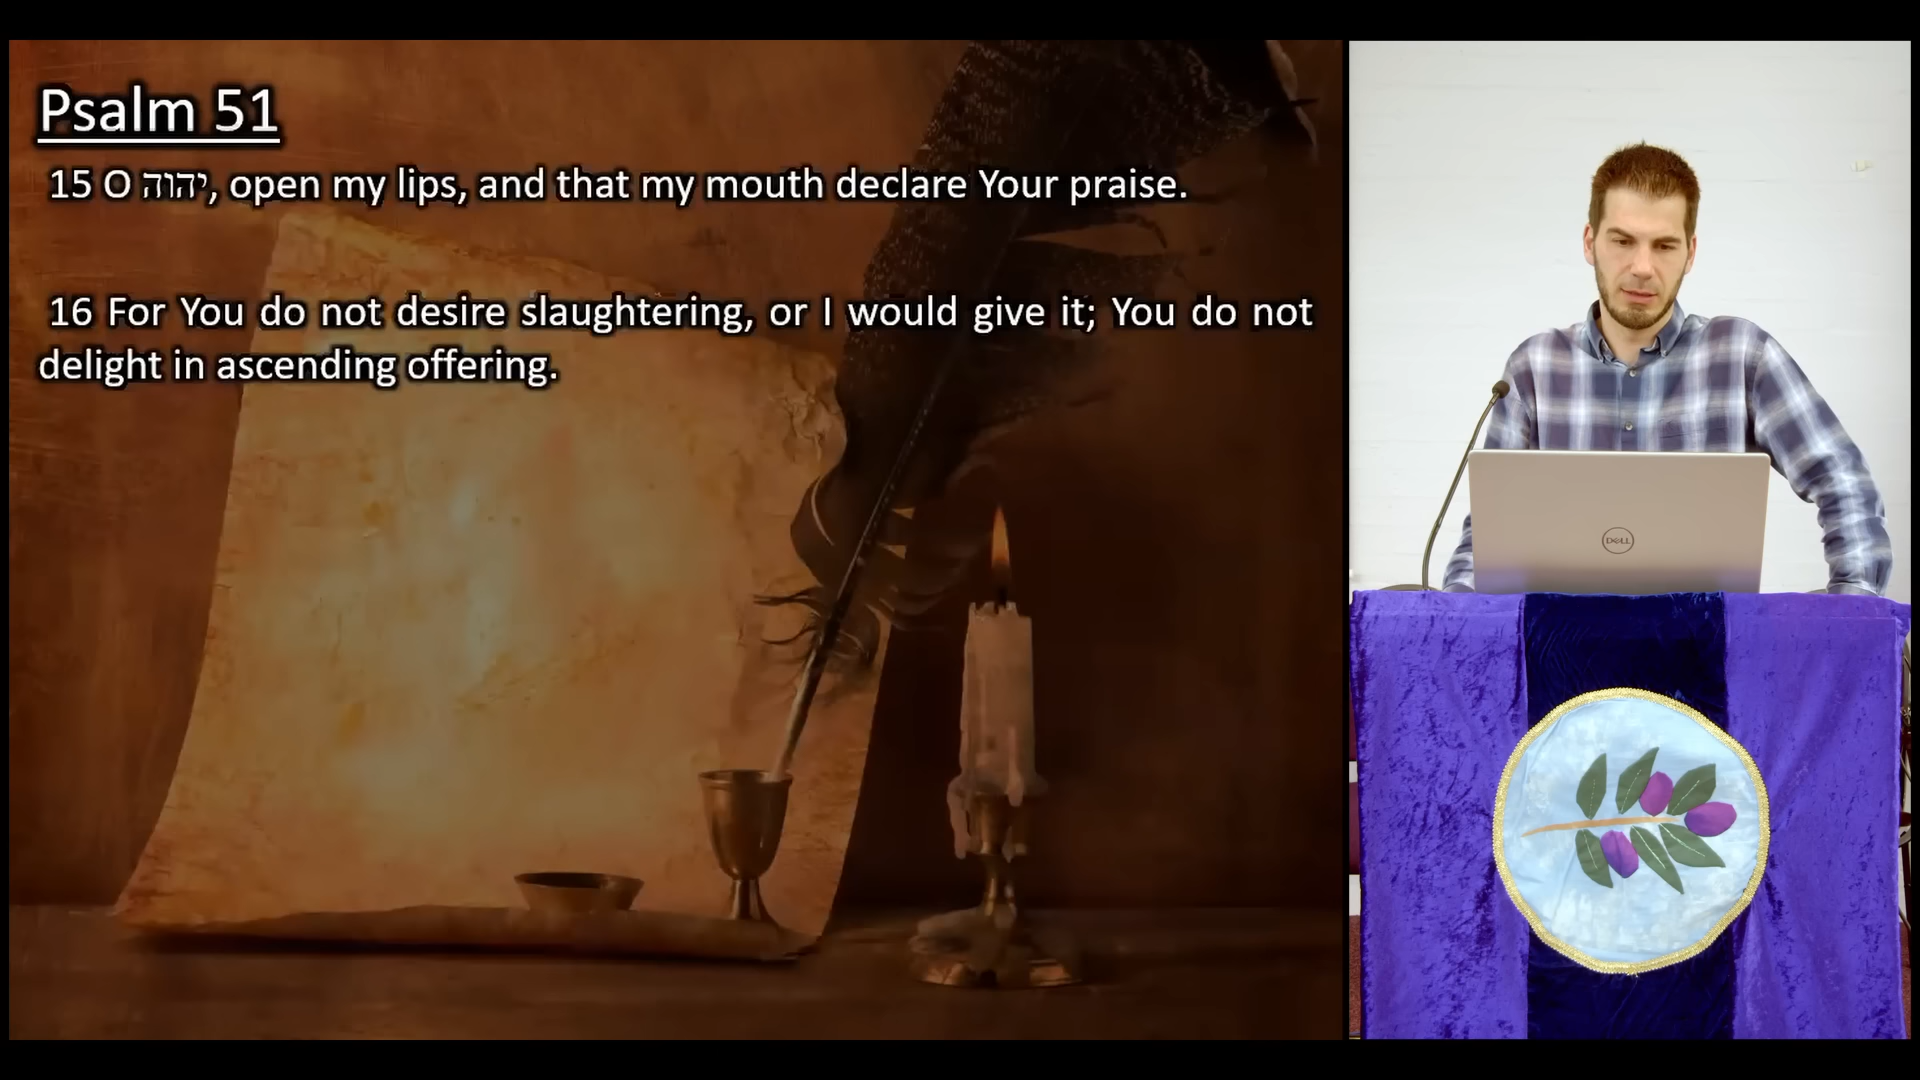 Psalm 51
15 O יהוה, open my lips, and that my mouth declare Your praise.
16 For You do not desire slaughtering, or I would give it; You do not
delight in ascending offering.
DELL